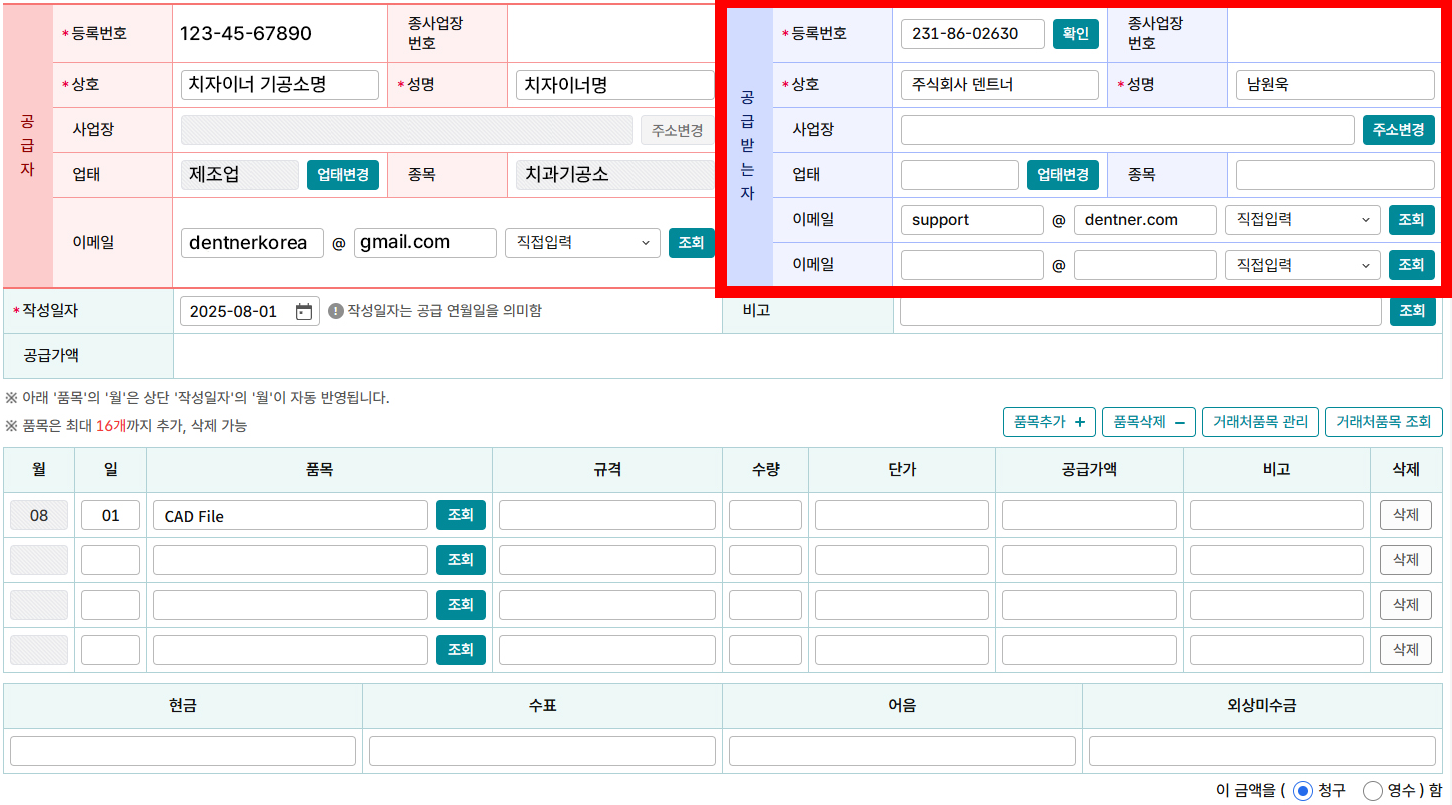 공급자
*등록번호 123-45-67890 종사업장 번호
*상호 치자이너 기공소명 *성명 치자이너명
사업장 주소변경
업태 제조업 업태변경 종목 치과기공소
이메일 dentnerkorea @ gmail.com 직접입력 조회
공급받는자
*등록번호 231-86-02630 확인 종사업장 번호
*상호 주식회사 덴트너 *성명 남원욱
사업장 주소변경
업태 업태변경 종목
이메일 support @ dentner.com 직접입력 조회
이메일 @ 직접입력 조회
*작성일자 2025-08-01 ! 작성일자는 공급 연월일을 의미함 비고 조회
공급가액
※ 아래 '품목'의 '월'은 상단 '작성일자'의 '월'이 자동 반영됩니다.
※ 품목은 최대 16개까지 추가, 삭제 가능
품목추가 + 품목삭제 − 거래처품목 관리 거래처품목 조회
월 일 품목 규격 수량 단가 공급가액 비고 삭제
08 01 CAD File 조회 삭제
조회 삭제
조회 삭제
조회 삭제
현금 수표 어음 외상미수금
이 금액을 ( 청구 영수 ) 함